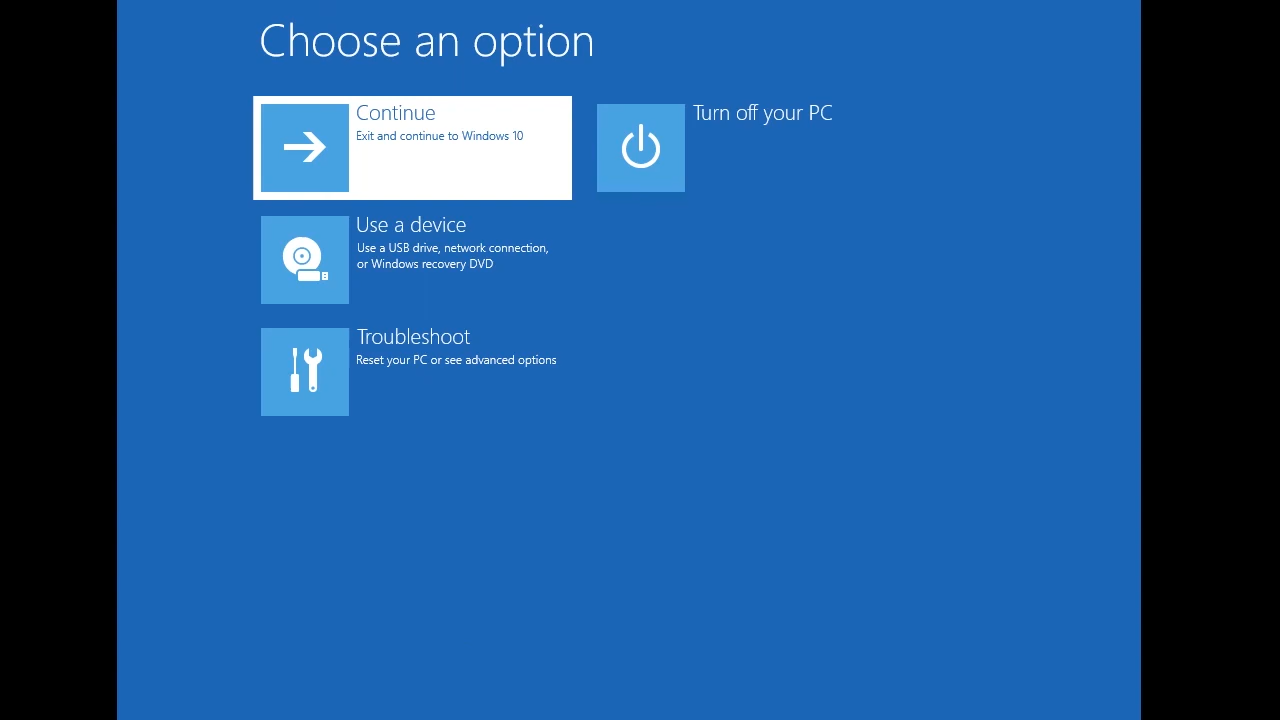 Choose an option
Continue
Exit and continue to Windows 10
Turn off your PC
Use a device
Use a USB drive, network connection,
or Windows recovery DVD
Troubleshoot
Reset your PC or see advanced options